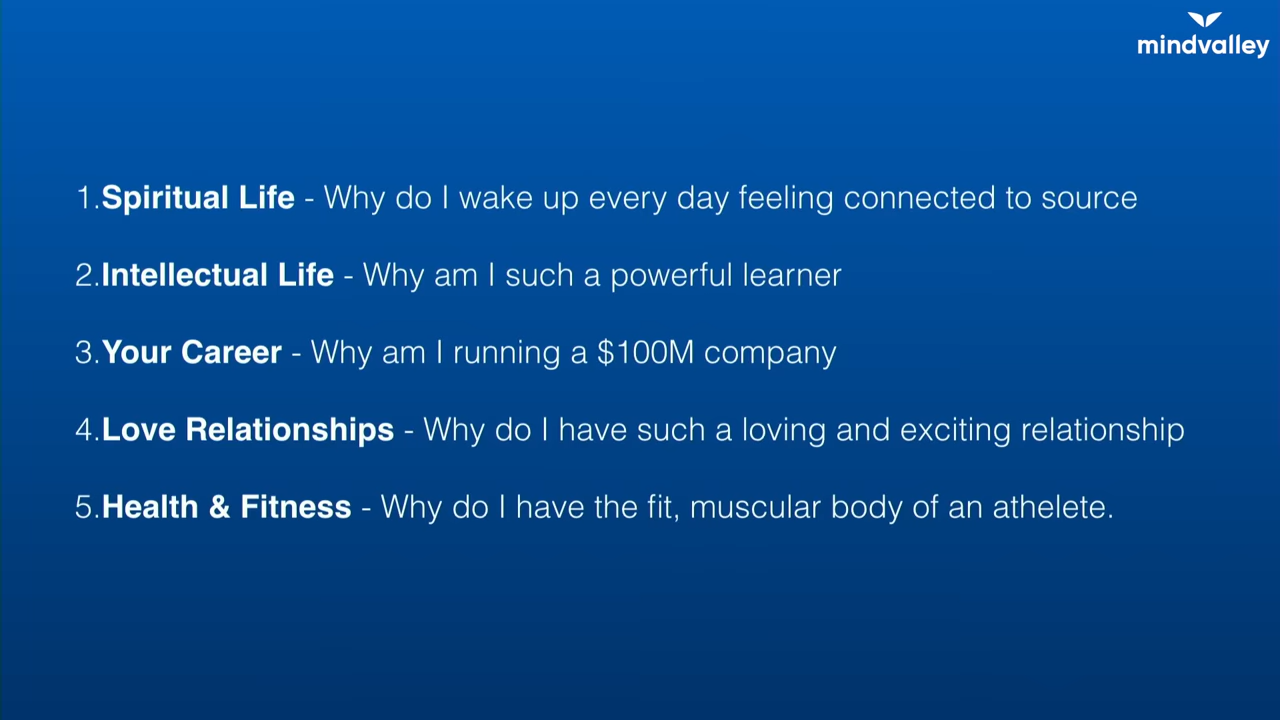 mindvalley
1.Spiritual Life - Why do I wake up every day feeling connected to source
2.Intellectual Life - Why am I such a powerful learner
3.Your Career - Why am I running a $100M company
4.Love Relationships - Why do I have such a loving and exciting relationship
5.Health & Fitness - Why do I have the fit, muscular body of an athelete.